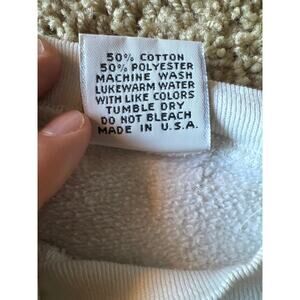 50% COTTON
50% POLYESTER
MACHINE WASH
LUKEWARM WATER
WITH LIKE COLORS
TUMBLE DRY
DO NOT BLEACH
MADE IN U.S.A.